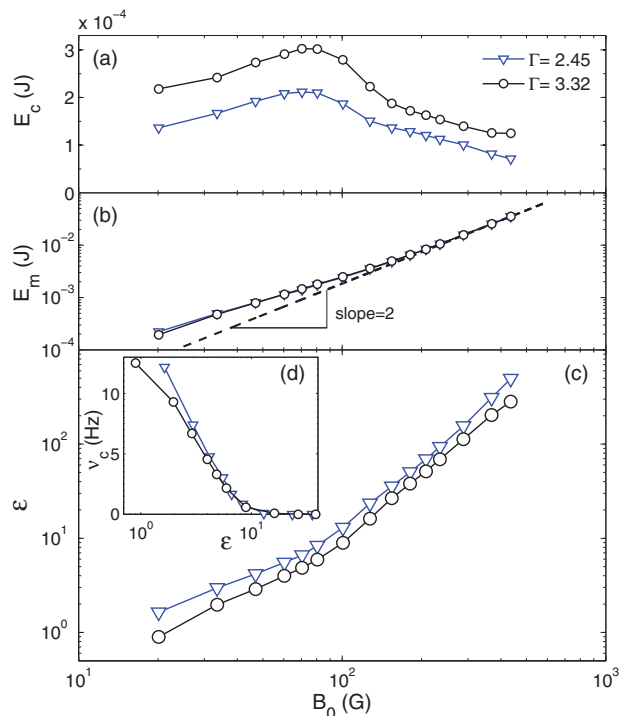 x 10⁻⁴
(a)
Γ= 2.45
Γ= 3.32
3
2
1
0
E_c (J)
(b)
10⁻²
10⁻³
10⁻⁴
E_m (J)
slope=2
(d)
(c)
10
5
0
ν_c (Hz)
10⁰
10¹
ε
10²
10¹
10⁰
ε
10¹
10²
10³
B₀ (G)